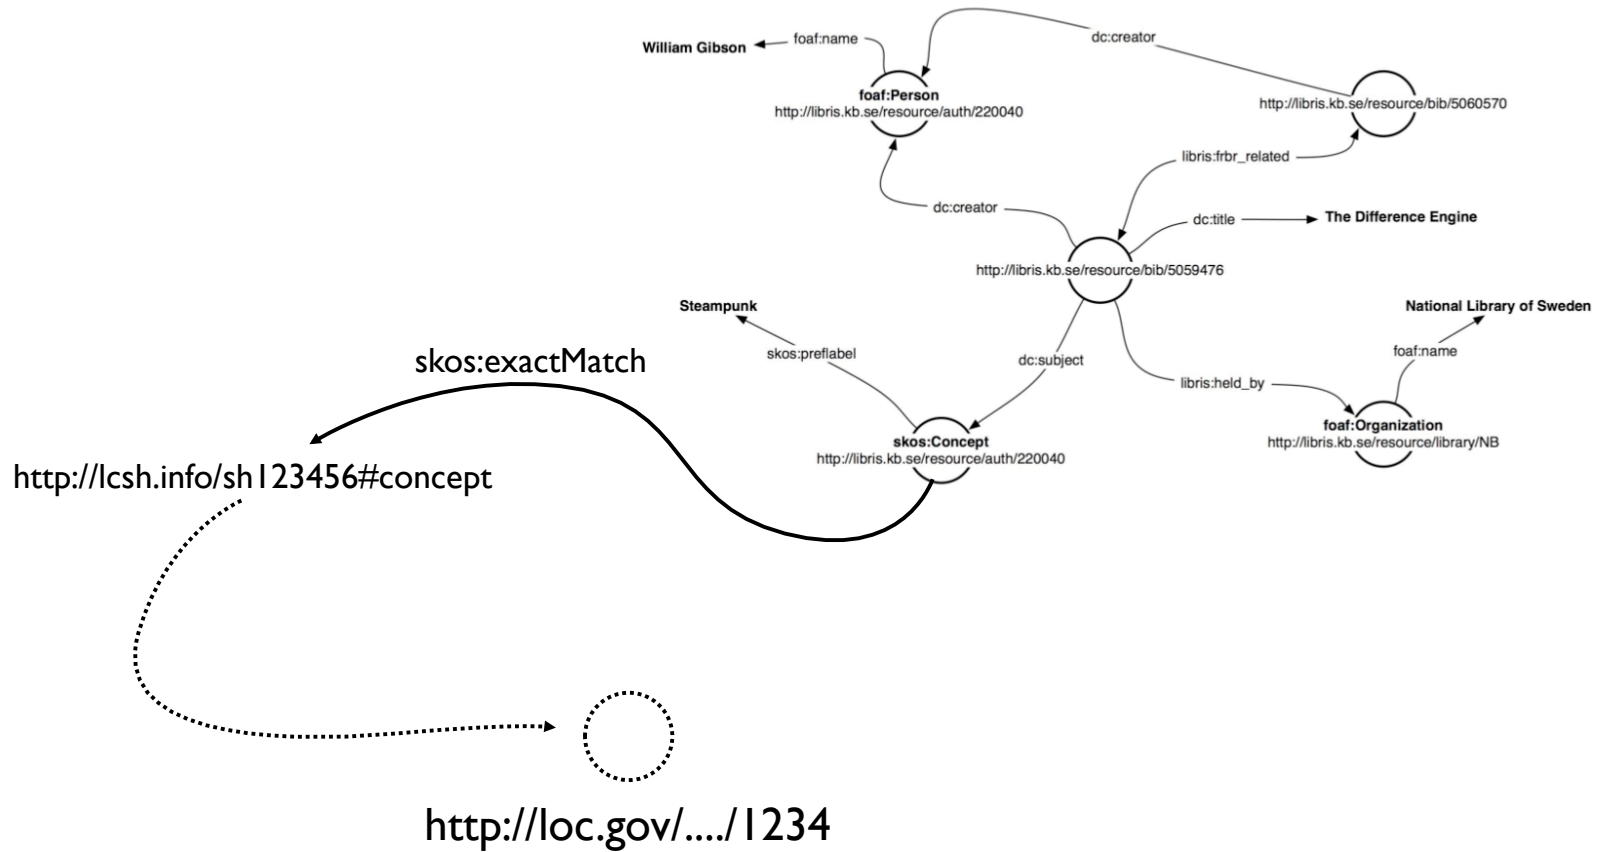 dc:creator
William Gibson
foaf:name
foaf:Person
http://libris.kb.se/resource/auth/220040
http://libris.kb.se/resource/bib/5060570
libris:frbr_related
dc:creator
dc:title
The Difference Engine
http://libris.kb.se/resource/bib/5059476
Steampunk
National Library of Sweden
skos:preflabel
foaf:name
skos:exactMatch
dc:subject
libris:held_by
foaf:Organization
http://libris.kb.se/resource/library/NB
skos:Concept
http://libris.kb.se/resource/auth/220040
http://lcsh.info/sh123456#concept
http://loc.gov/..../1234